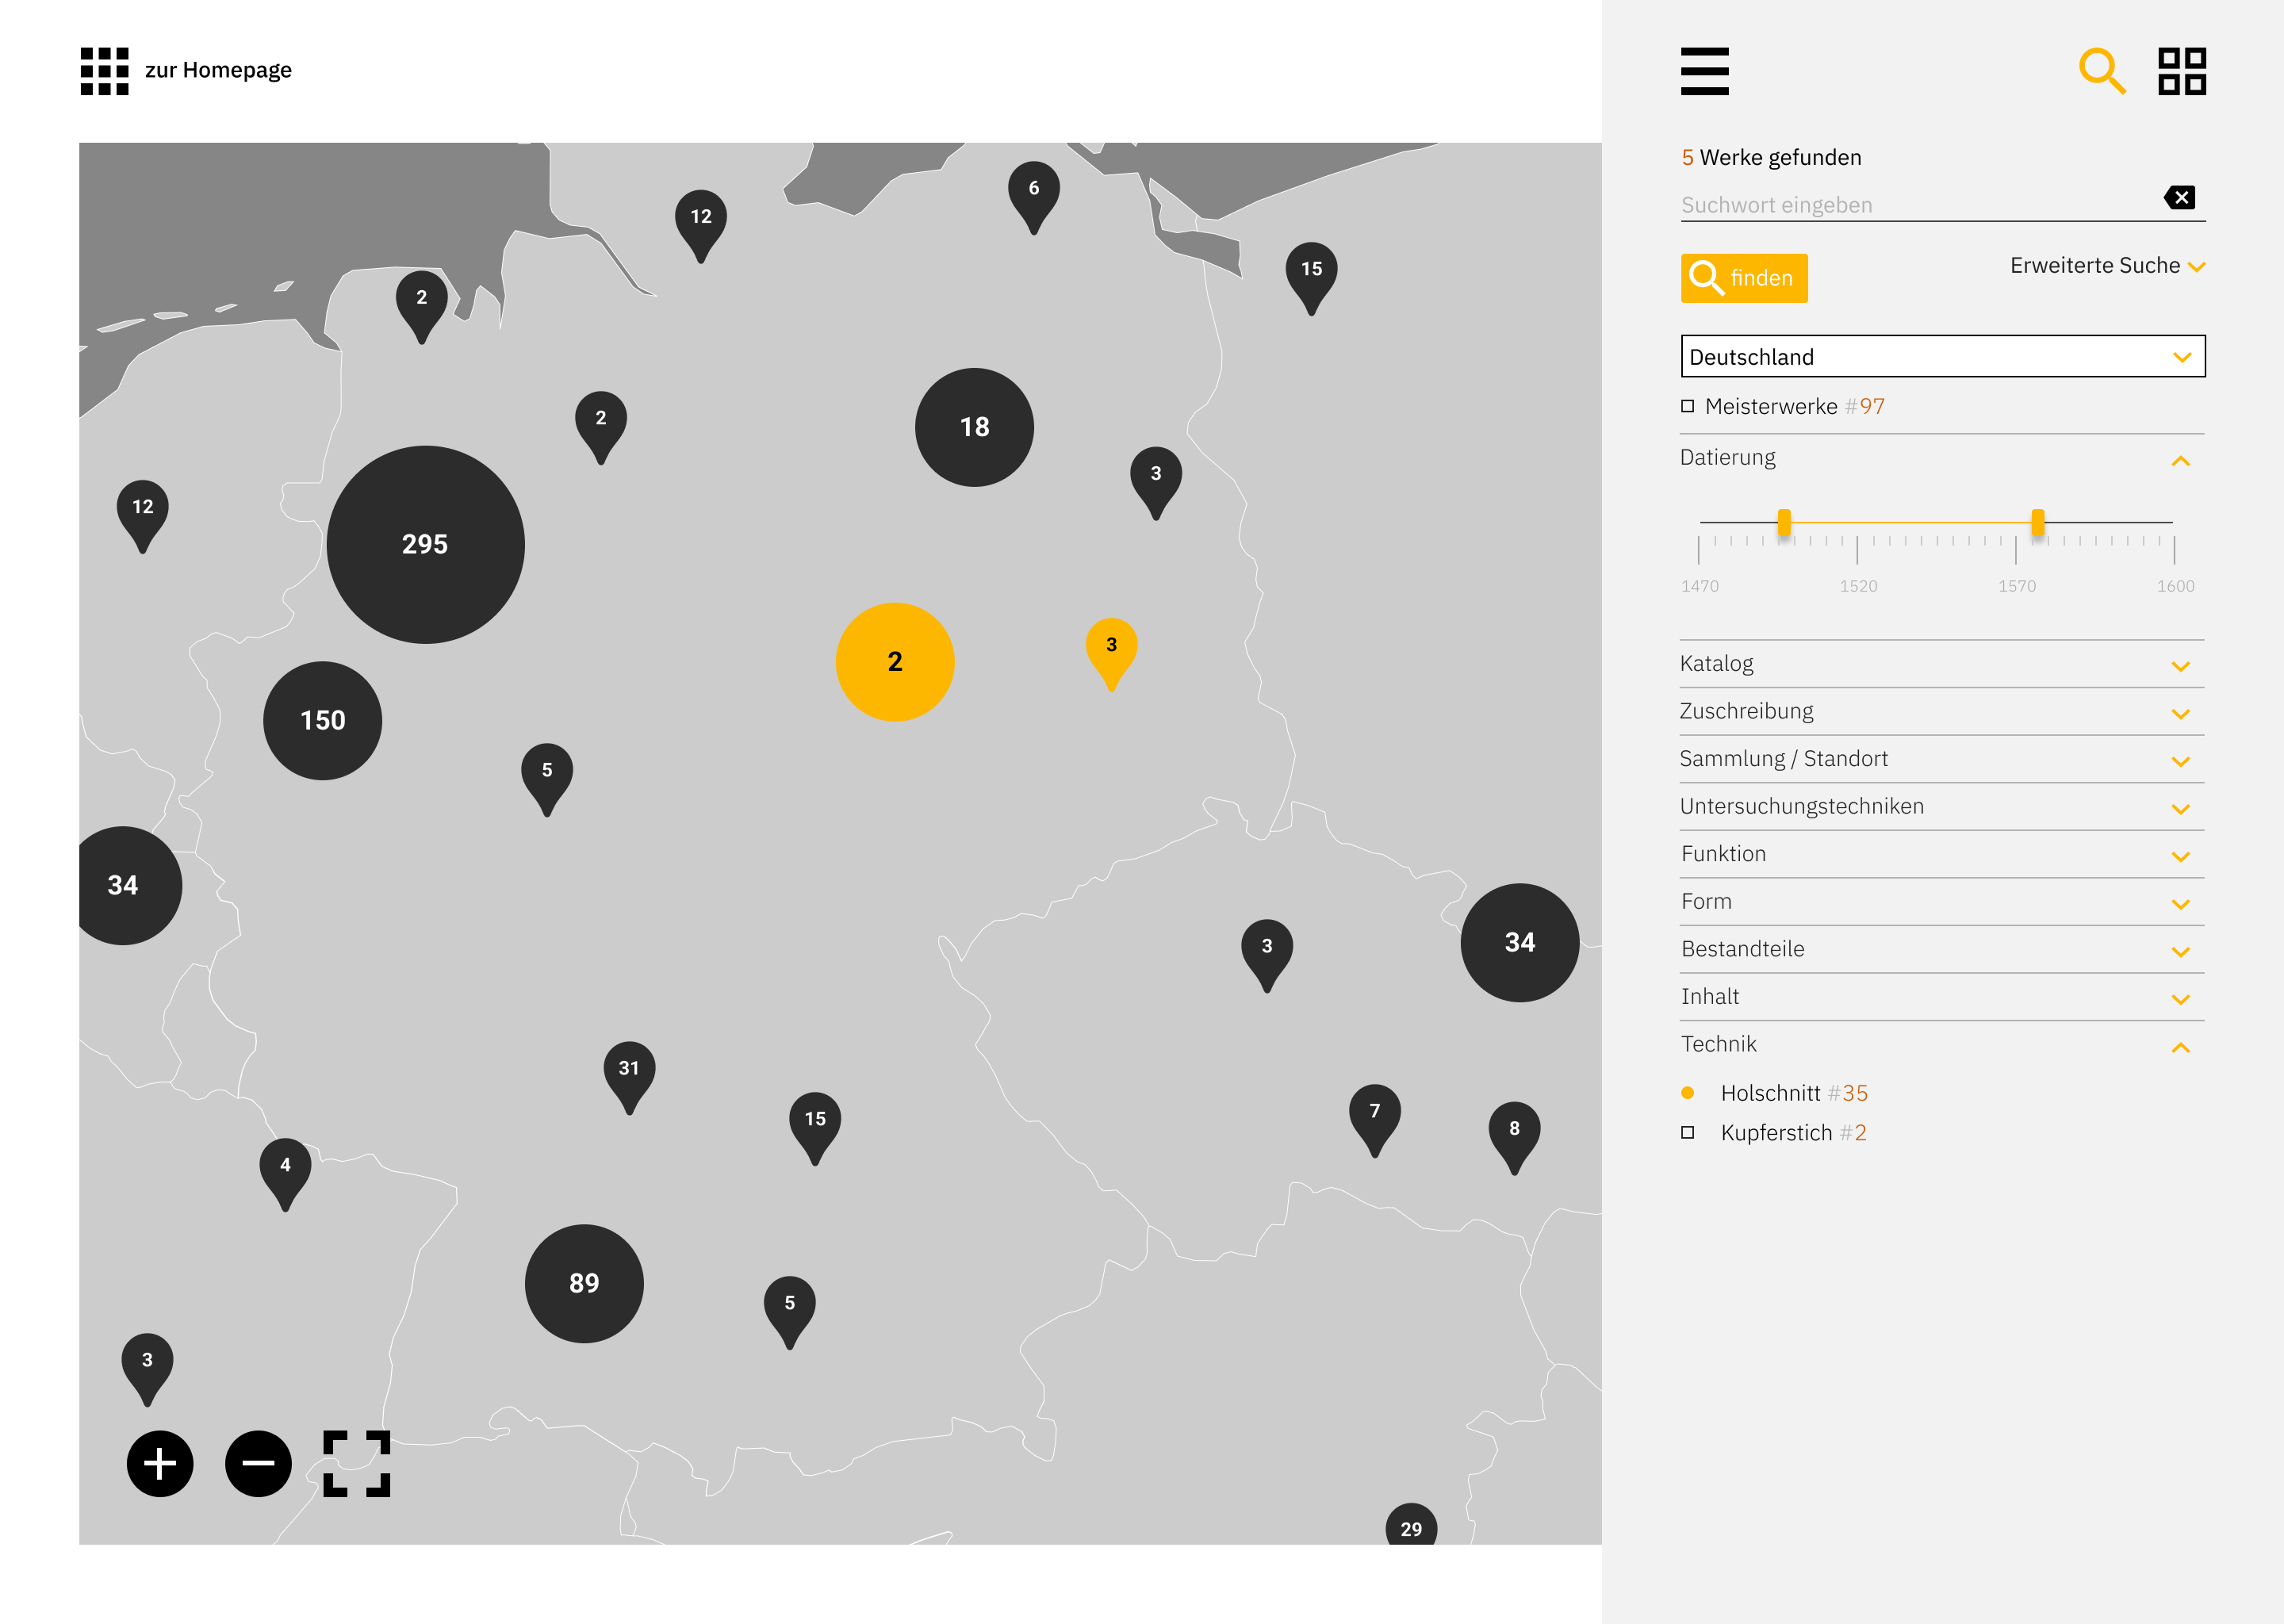 zur Homepage
12
6
15
2
2
18
3
12
295
2
3
150
5
34
34
3
31
15
7
8
4
89
5
3
29
5 Werke gefunden
Suchwort eingeben
finden
Erweiterte Suche
Deutschland
Meisterwerke #97
Datierung
1470 1520 1570 1600
Katalog
Zuschreibung
Sammlung / Standort
Untersuchungstechniken
Funktion
Form
Bestandteile
Inhalt
Technik
Holschnitt #35
Kupferstich #2